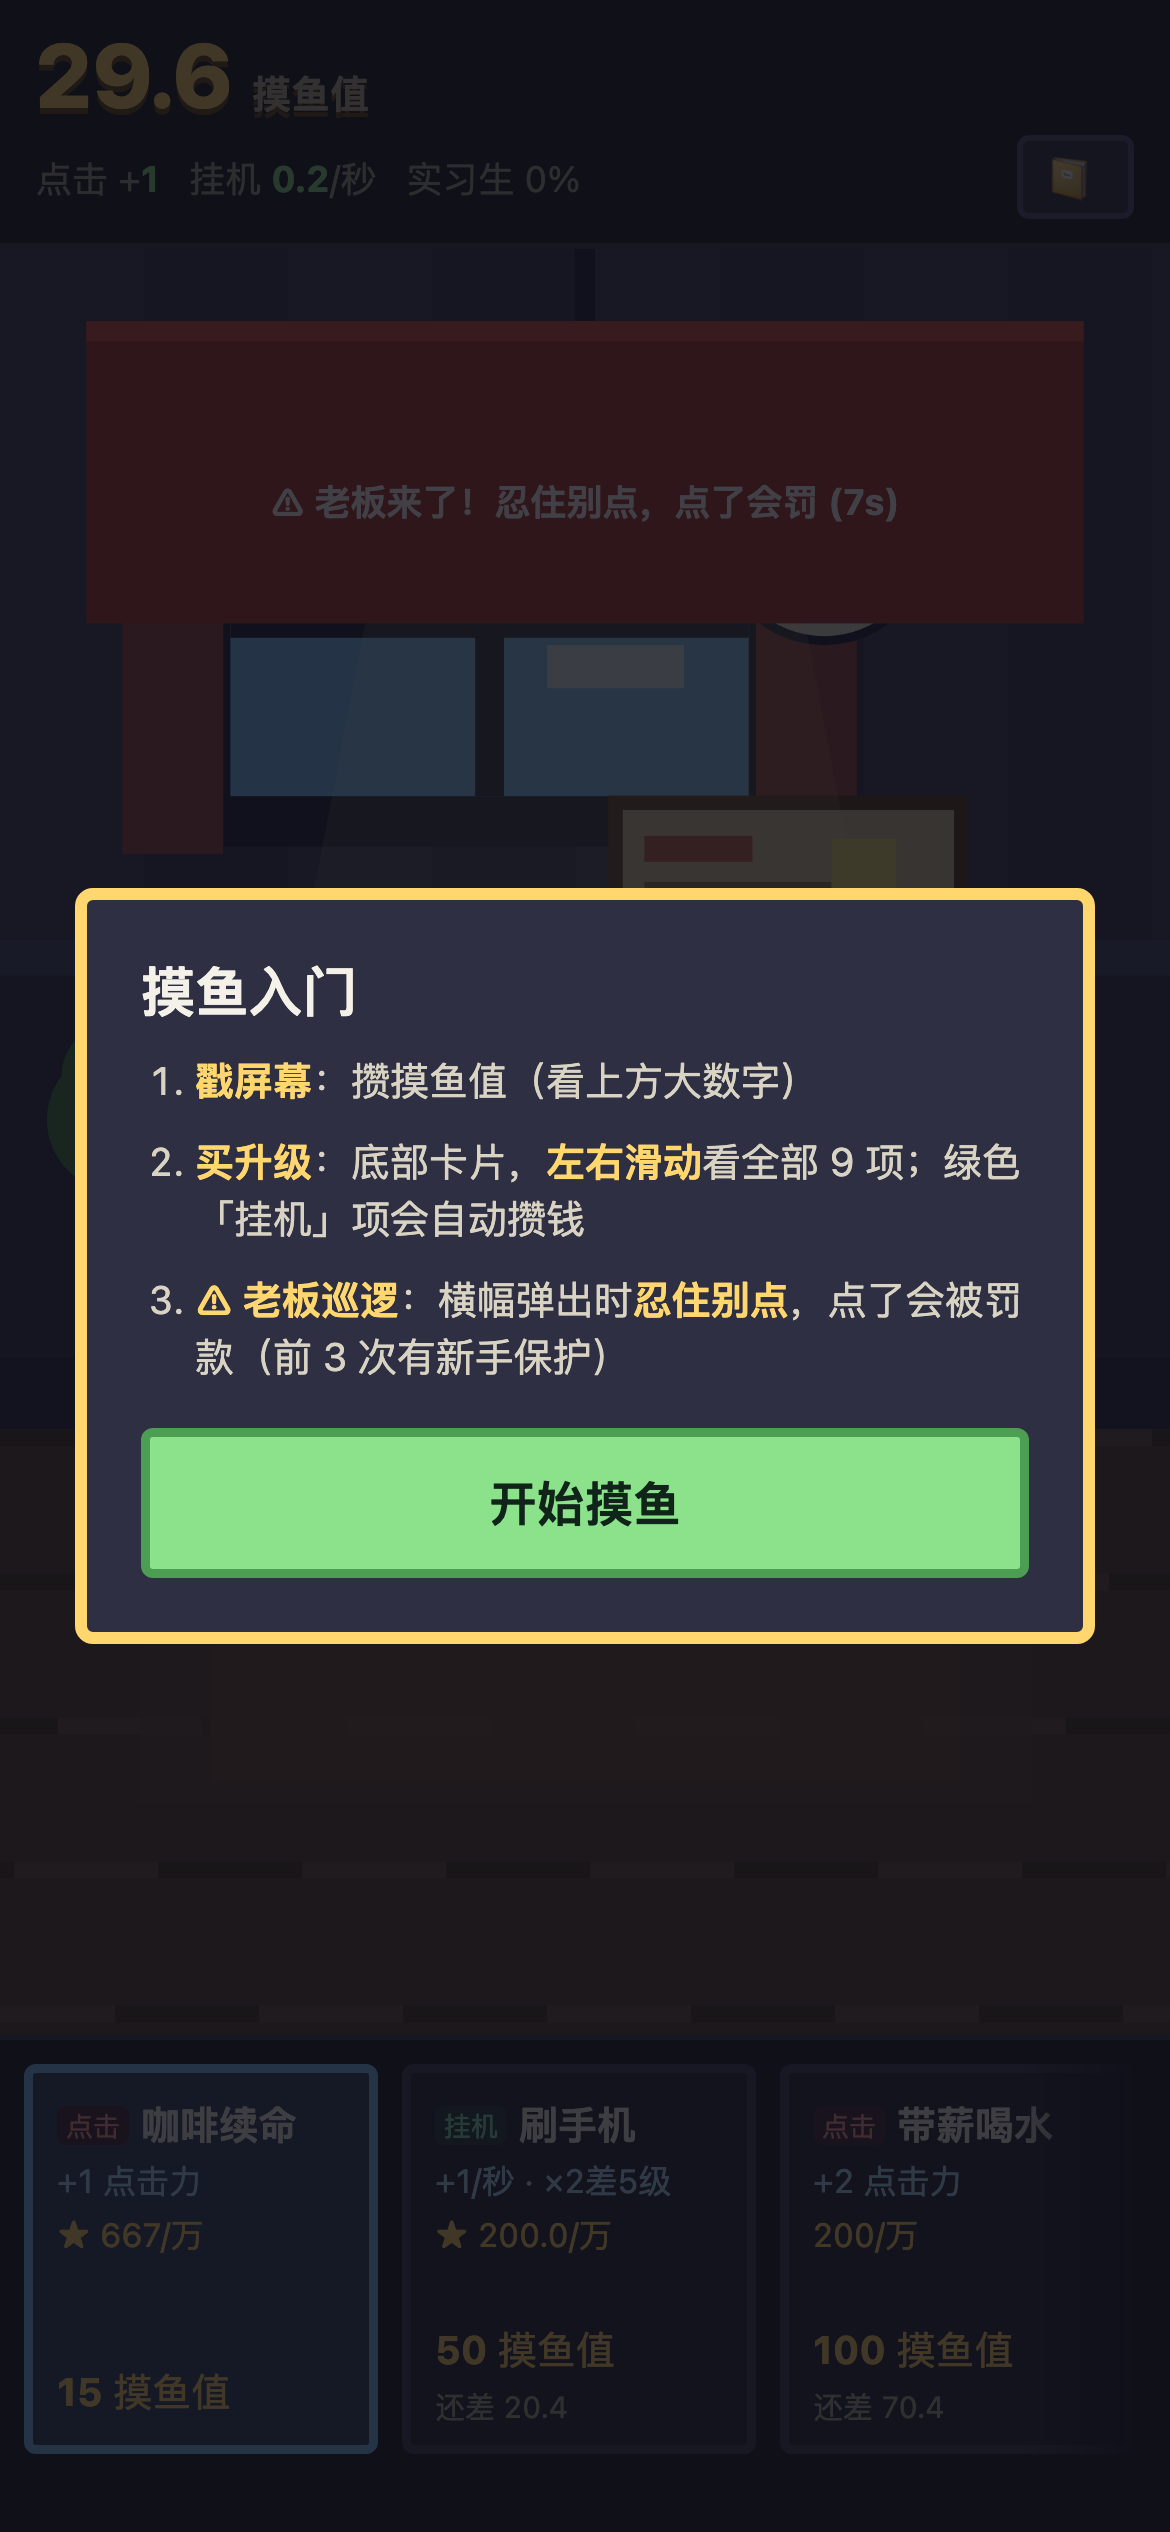 29.6 摸鱼值
点击 +1 挂机 0.2/秒 实习生 0%
⚠ 老板来了！忍住别点，点了会罚 (7s)
摸鱼入门
1. 戳屏幕：攒摸鱼值（看上方大数字）
2. 买升级：底部卡片，左右滑动看全部 9 项；绿色
「挂机」项会自动攒钱
3. ⚠ 老板巡逻：横幅弹出时忍住别点，点了会被罚
款（前 3 次有新手保护）
开始摸鱼
点击 咖啡续命
+1 点击力
★ 667/万
15 摸鱼值
挂机 刷手机
+1/秒 · ×2差5级
★ 200.0/万
50 摸鱼值
还差 20.4
点击 带薪喝水
+2 点击力
200/万
100 摸鱼值
还差 70.4